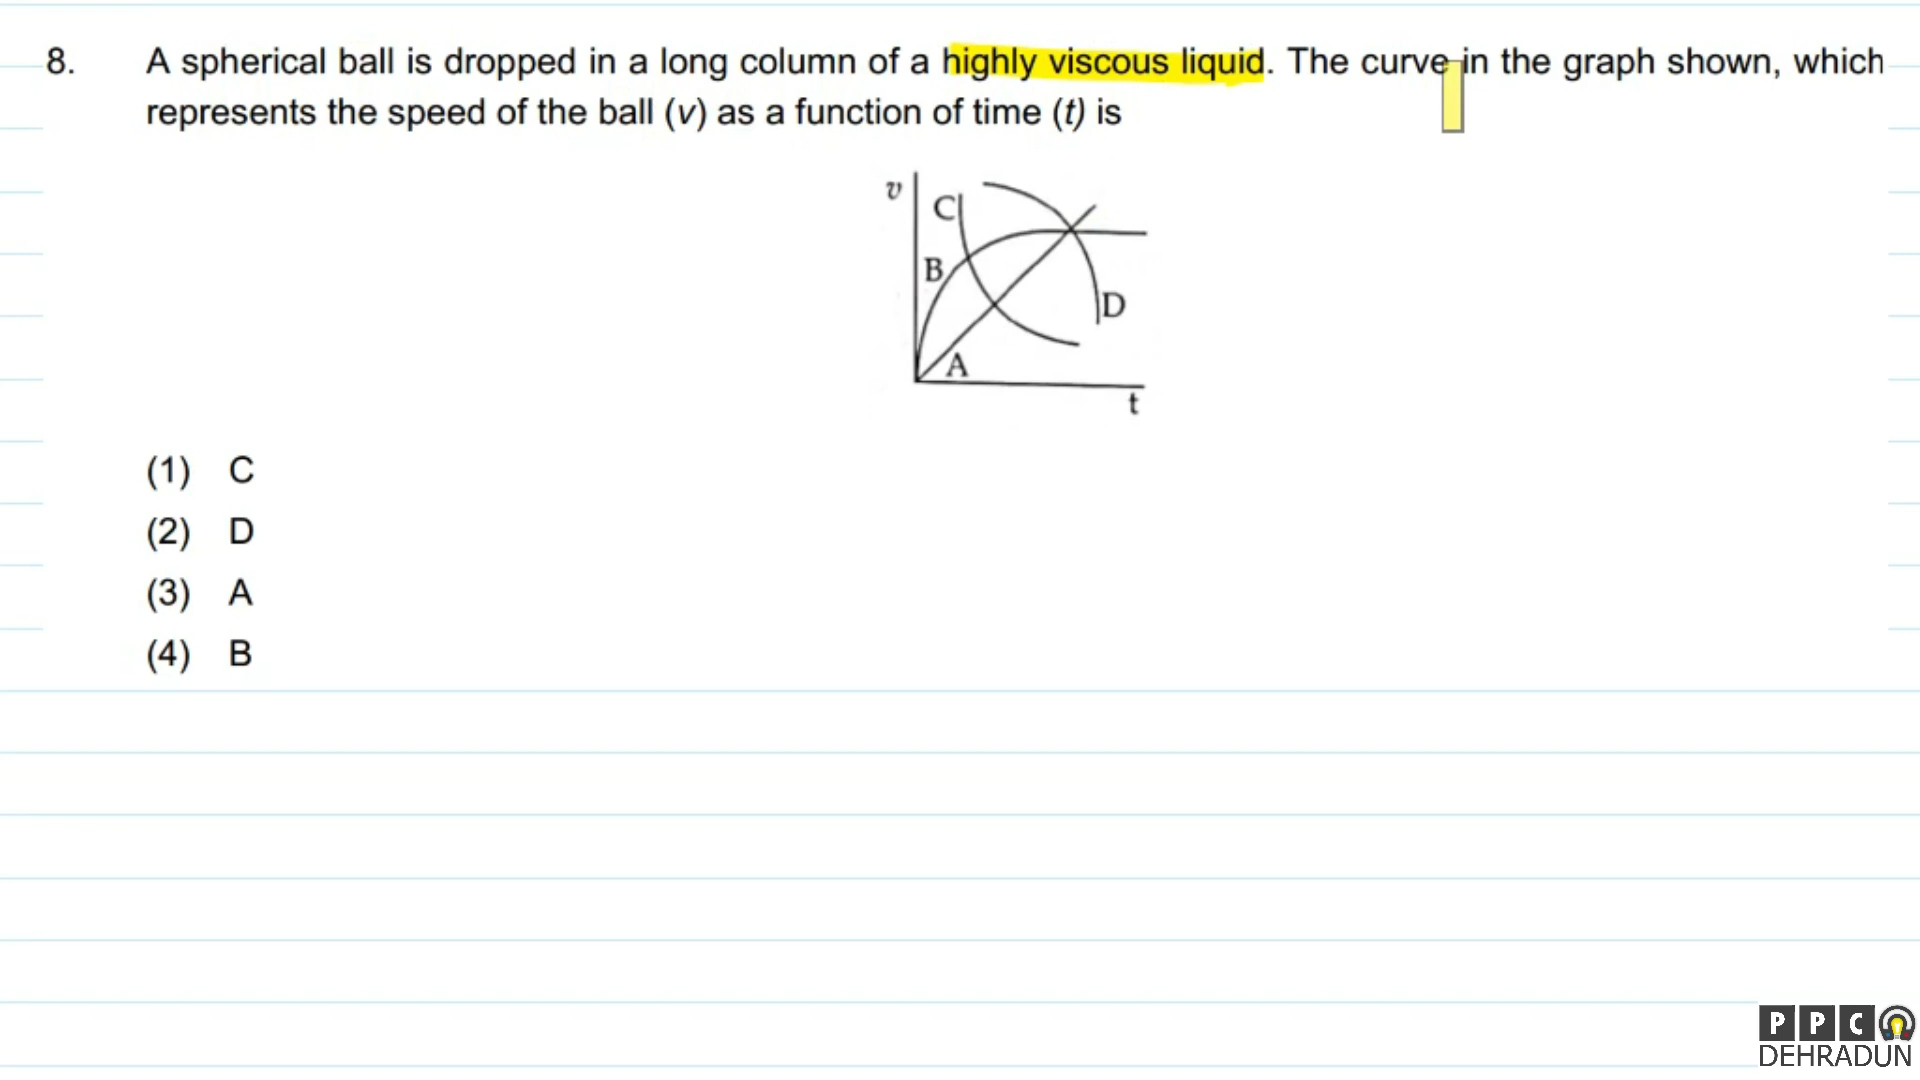 8. A spherical ball is dropped in a long column of a highly viscous liquid. The curve in the graph shown, which
represents the speed of the ball (v) as a function of time (t) is
v
C
B
D
A
t
(1) C
(2) D
(3) A
(4) B
PPC
DEHRADUN